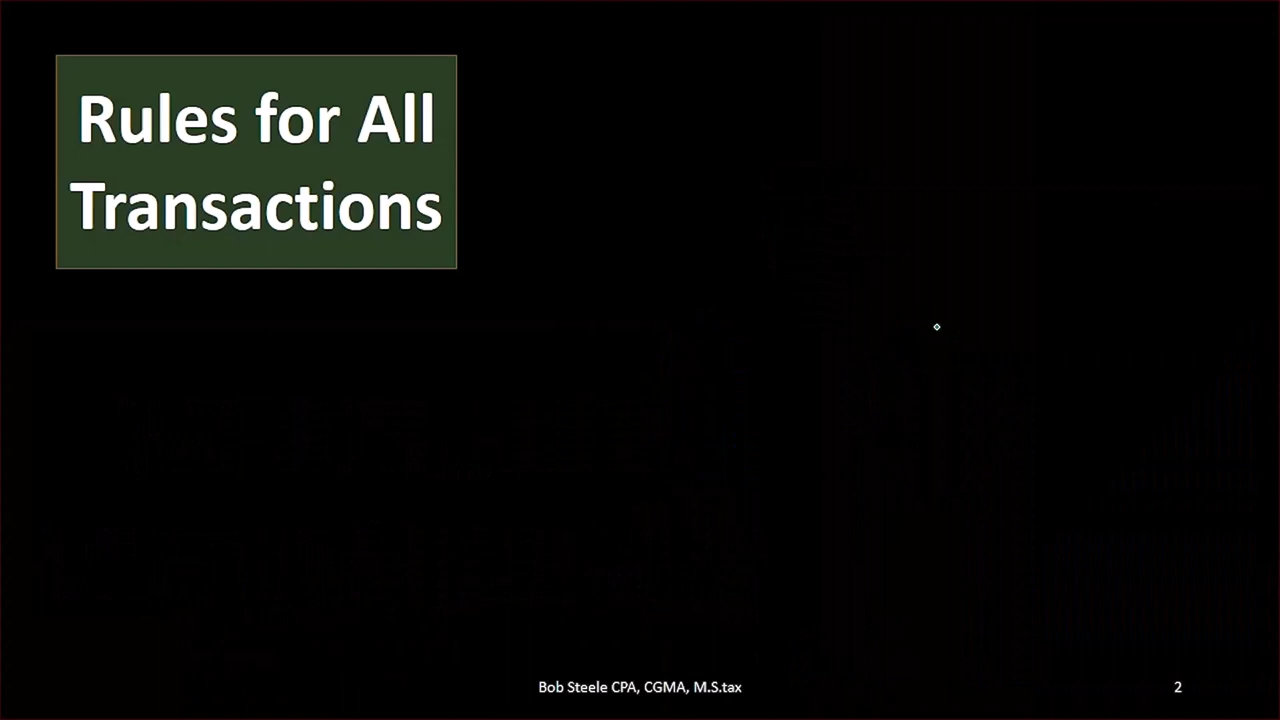 Rules for All
Transactions
Bob Steele CPA, CGMA, M.S.tax
2